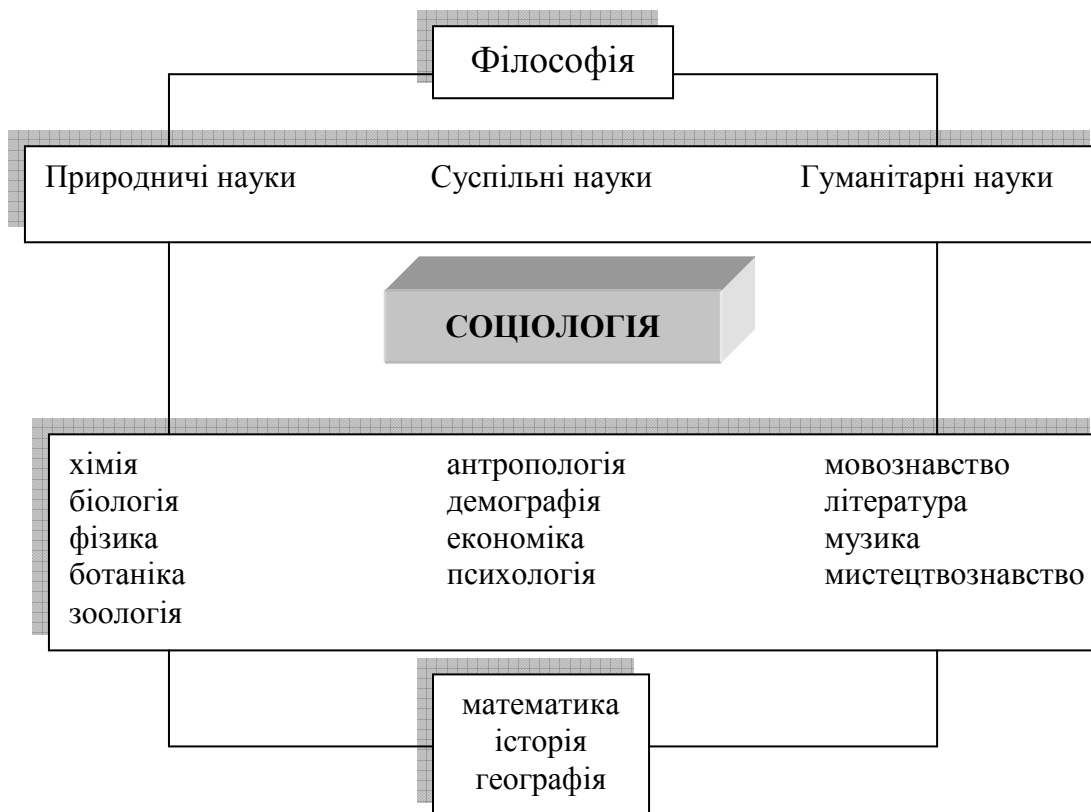 Філософія
Природничі науки Суспільні науки Гуманітарні науки
СОЦІОЛОГІЯ
хімія антропологія мовознавство
біологія демографія література
фізика економіка музика
ботаніка психологія мистецтвознавство
зоологія
математика
історія
географія